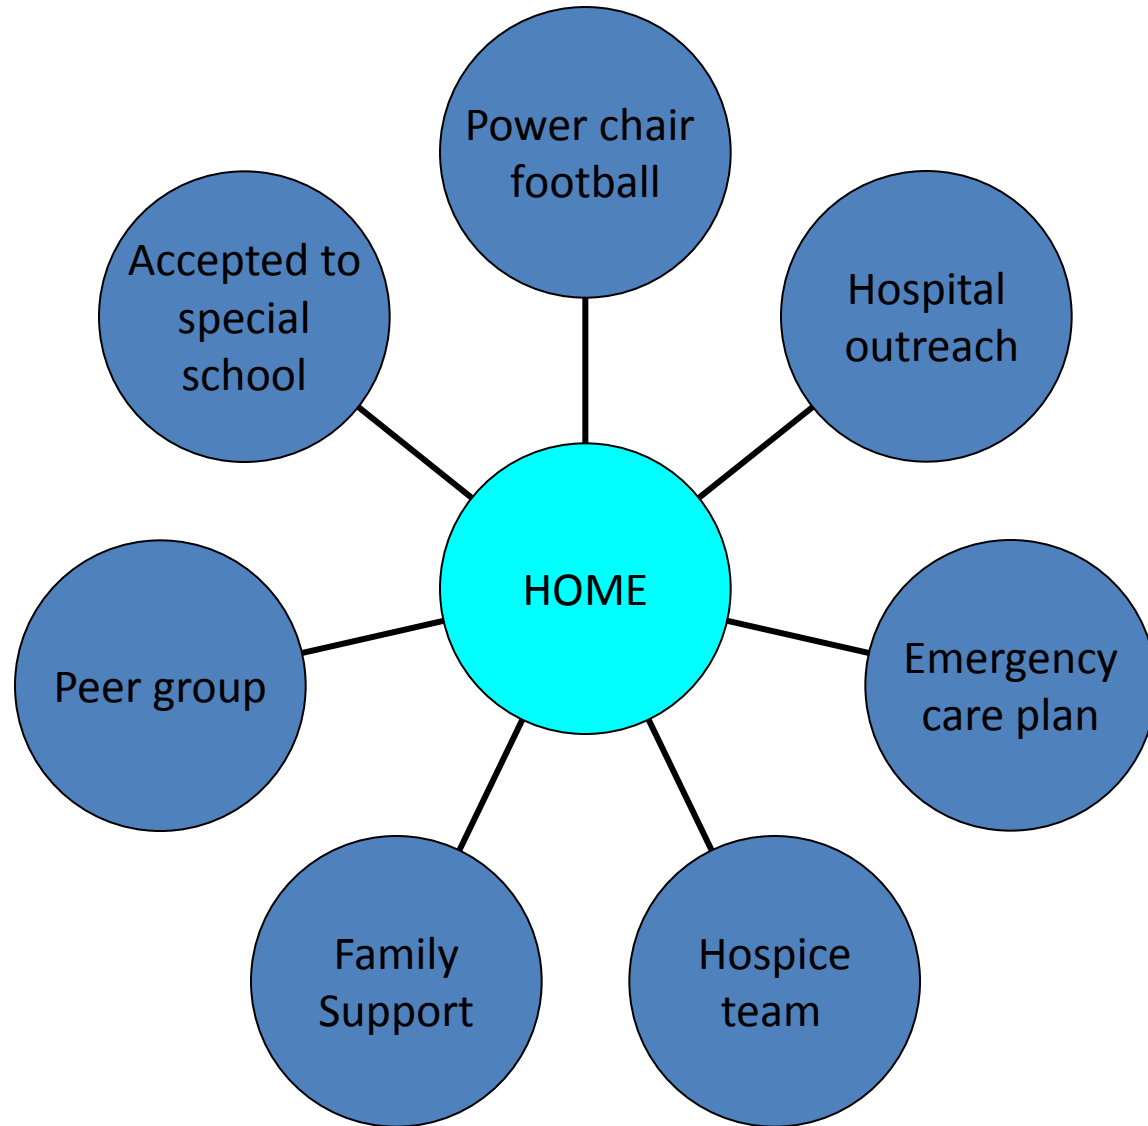 Power chair
football
Hospital
outreach
Emergency
care plan
Hospice
team
Family
Support
Peer group
Accepted to
special
school
HOME